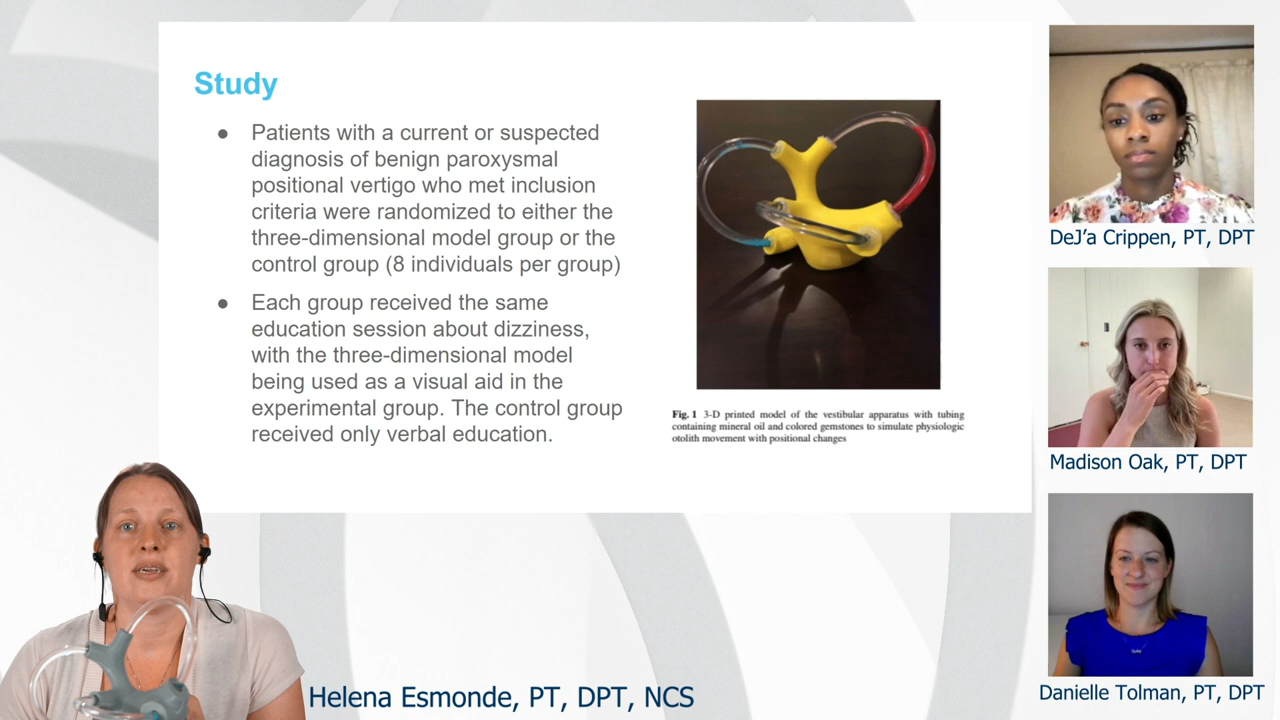 Study
● Patients with a current or suspected
diagnosis of benign paroxysmal
positional vertigo who met inclusion
criteria were randomized to either the
three-dimensional model group or the
control group (8 individuals per group)
● Each group received the same
education session about dizziness,
with the three-dimensional model
being used as a visual aid in the
experimental group. The control group
received only verbal education.
Fig. 1 3-D printed model of the vestibular apparatus with tubing
containing mineral oil and colored gemstones to simulate physiologic
otolith movement with positional changes
DeJ’a Crippen, PT, DPT
Madison Oak, PT, DPT
Danielle Tolman, PT, DPT
Helena Esmonde, PT, DPT, NCS